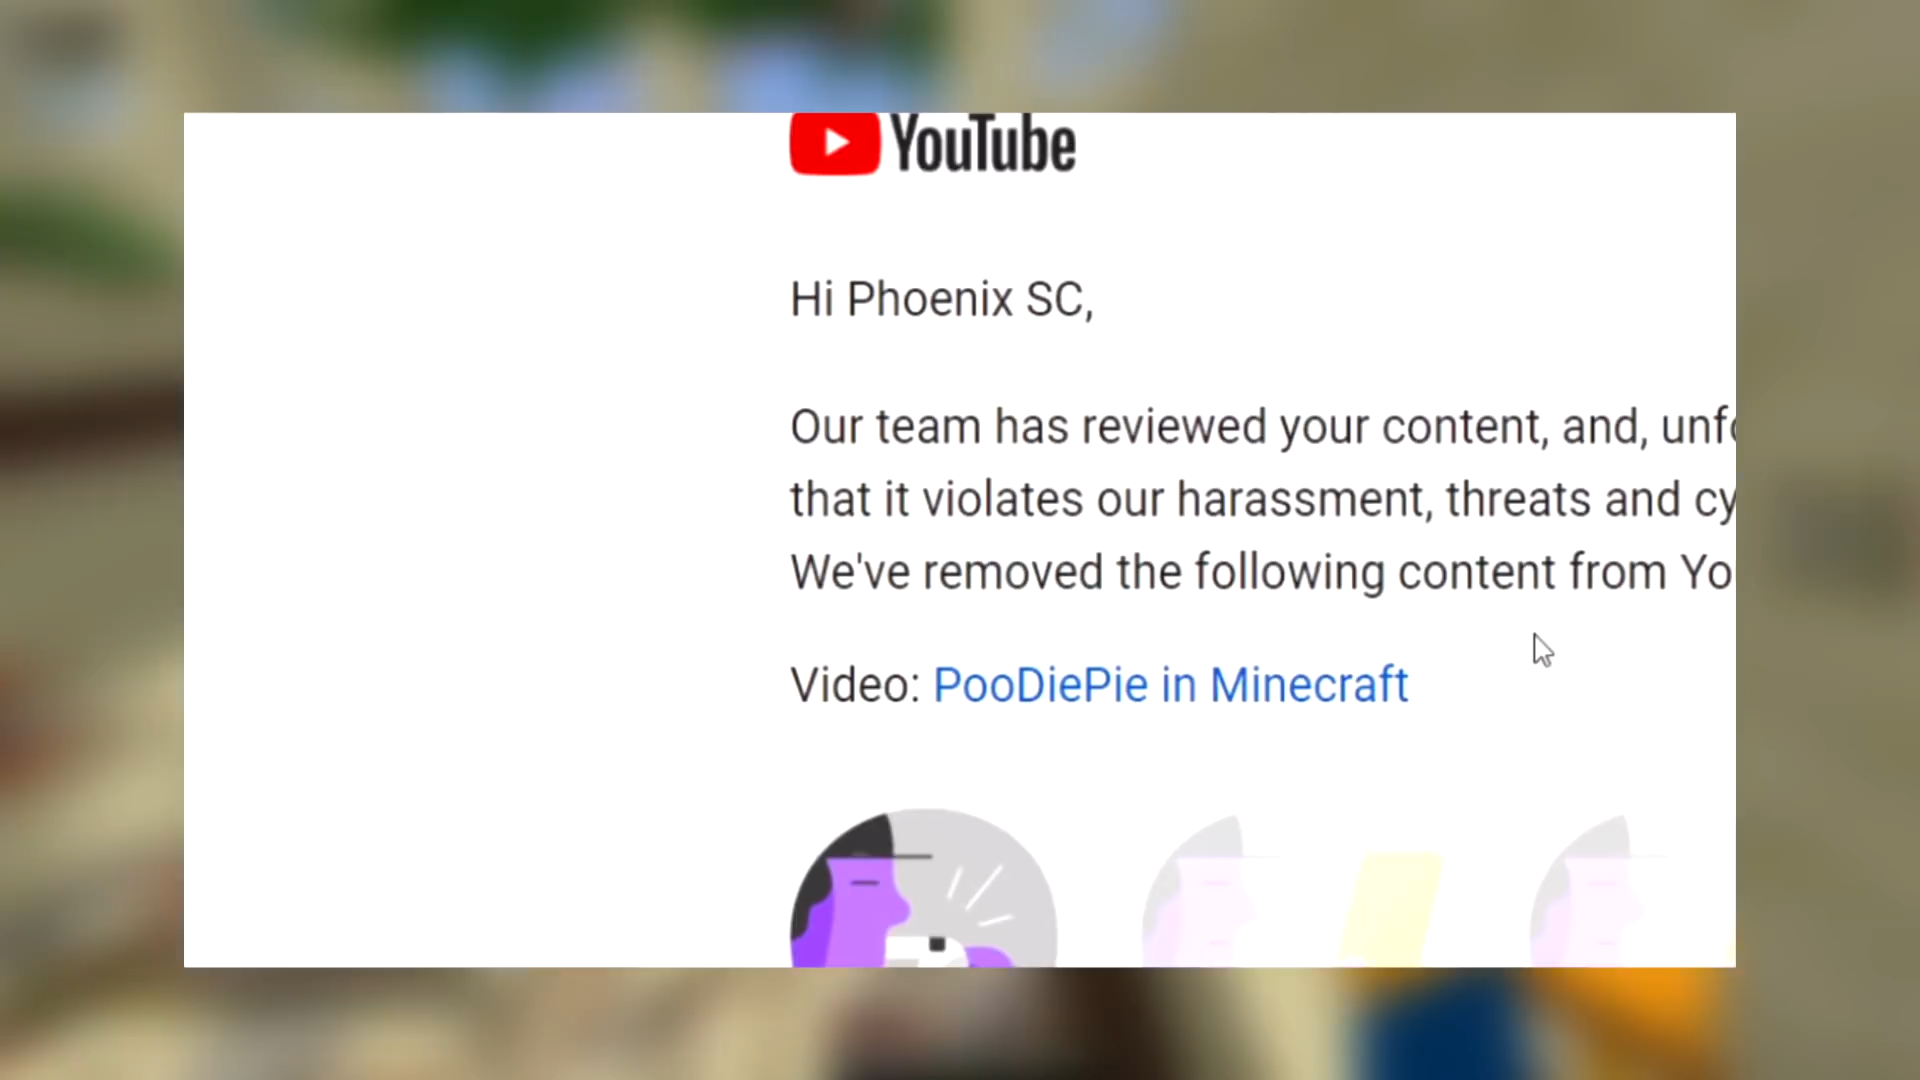 YouTube
Hi Phoenix SC,
Our team has reviewed your content, and,
that it violates our harassment, threats and
We've removed the following content from
Video: PooDiePie in Minecraft